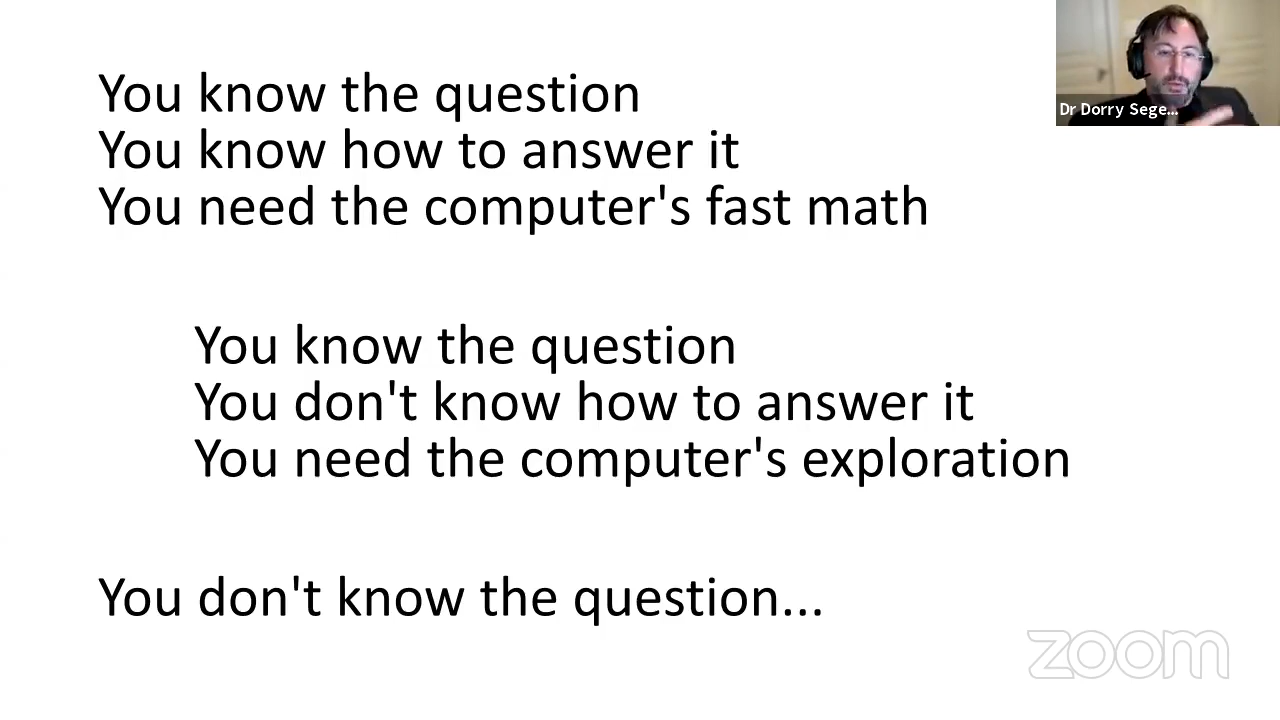 You know the question
You know how to answer it
You need the computer's fast math
You know the question
You don't know how to answer it
You need the computer's exploration
You don't know the question...
Dr Dorry Sege...
zoom